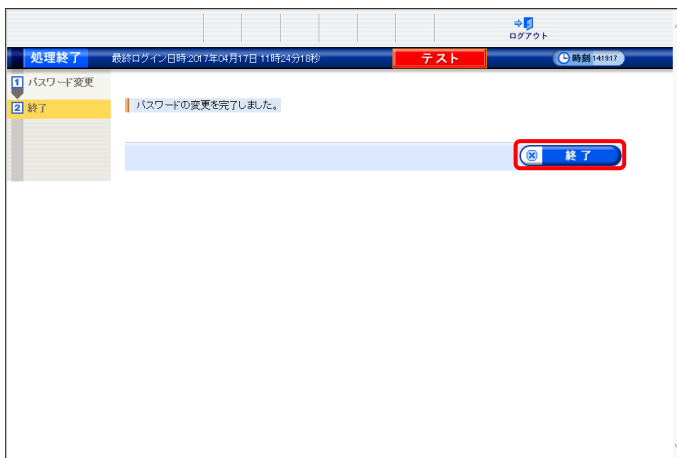 ログアウト
処理終了
最終ログイン日時:2017年04月17日 11時24分18秒
テスト
時刻 14:19:17
1 パスワード変更
2 終了
パスワードの変更を完了しました。
終了